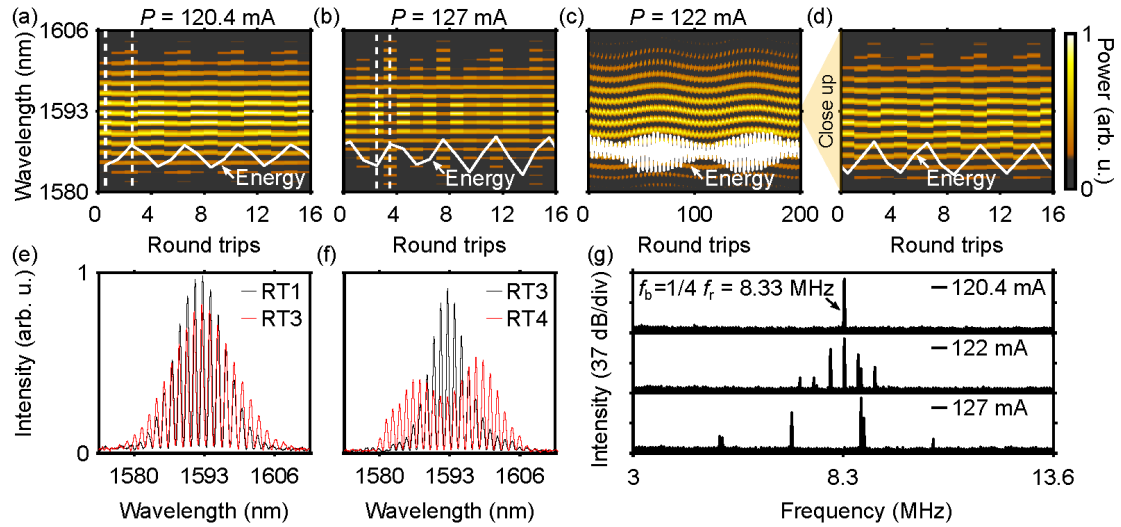 (a) P = 120.4 mA (b) P = 127 mA (c) P = 122 mA (d)
Wavelength (nm)
1606
1593
1580
Energy
Energy
Energy
Energy
Close up
1
0
Power (arb. u.)
0 4 8 12 16
0 4 8 12 16
0 100 200
0 4 8 12 16
Round trips
Round trips
Round trips
Round trips
(e)
Intensity (arb. u.)
1
0
RT1
RT3
1580 1593 1606
Wavelength (nm)
(f)
RT3
RT4
1580 1593 1606
Wavelength (nm)
(g)
Intensity (37 dB/div)
fb=1/4 fr = 8.33 MHz
120.4 mA
122 mA
127 mA
3 8.3 13.6
Frequency (MHz)